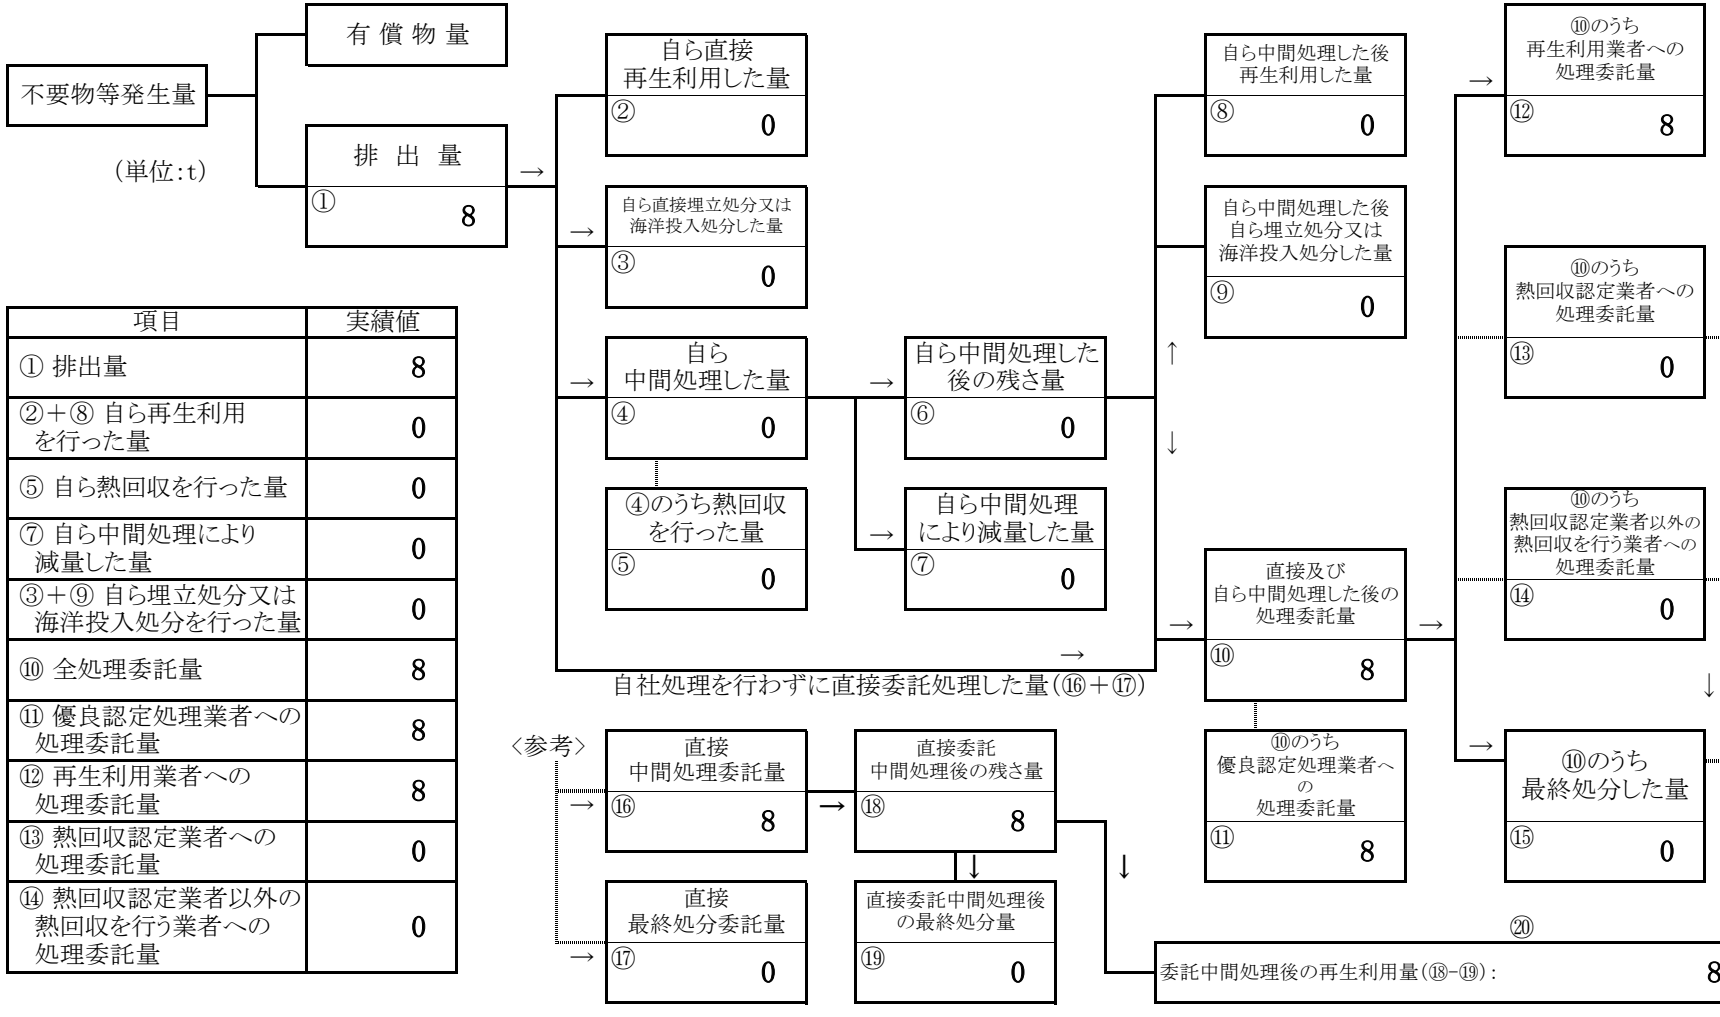 有償物量
不要物等発生量
(単位:t)
排出量
①
8
→
自ら直接
再生利用した量
②
0
→
自ら直接埋立処分又は
海洋投入処分した量
③
0
→
自ら
中間処理した量
④
0
④のうち熱回収
を行った量
⑤
0
→
自ら中間処理した
後の残さ量
⑥
0
→
自ら中間処理
により減量した量
⑦
0
自ら中間処理した後
再生利用した量
⑧
0
自ら中間処理した後
自ら埋立処分又は
海洋投入処分した量
⑨
0
↑
↓
→
自社処理を行わずに直接委託処理した量(⑯+⑰)
→
直接及び
自ら中間処理した後の
処理委託量
⑩
8
⑩のうち
優良認定処理業者へ
の
処理委託量
⑪
8
→
→
⑩のうち
再生利用業者への
処理委託量
⑫
8
⑩のうち
熱回収認定業者への
処理委託量
⑬
0
⑩のうち
熱回収認定業者以外の
熱回収を行う業者への
処理委託量
⑭
0
↓
→
⑩のうち
最終処分した量
⑮
0
項目 実績値
① 排出量 8
②+⑧ 自ら再生利用
を行った量 0
⑤ 自ら熱回収を行った量 0
⑦ 自ら中間処理により
減量した量 0
③+⑨ 自ら埋立処分又は
海洋投入処分を行った量 0
⑩ 全処理委託量 8
⑪ 優良認定処理業者への
処理委託量 8
⑫ 再生利用業者への
処理委託量 8
⑬ 熱回収認定業者への
処理委託量 0
⑭ 熱回収認定業者以外の
熱回収を行う業者への
処理委託量 0
<参考>
→
直接
中間処理委託量
⑯
8
→
直接委託
中間処理後の残さ量
⑱
8
↓
↓
→
直接
最終処分委託量
⑰
0
直接委託中間処理後
の最終処分量
⑲
0
⑳
委託中間処理後の再生利用量(⑱-⑲): 8